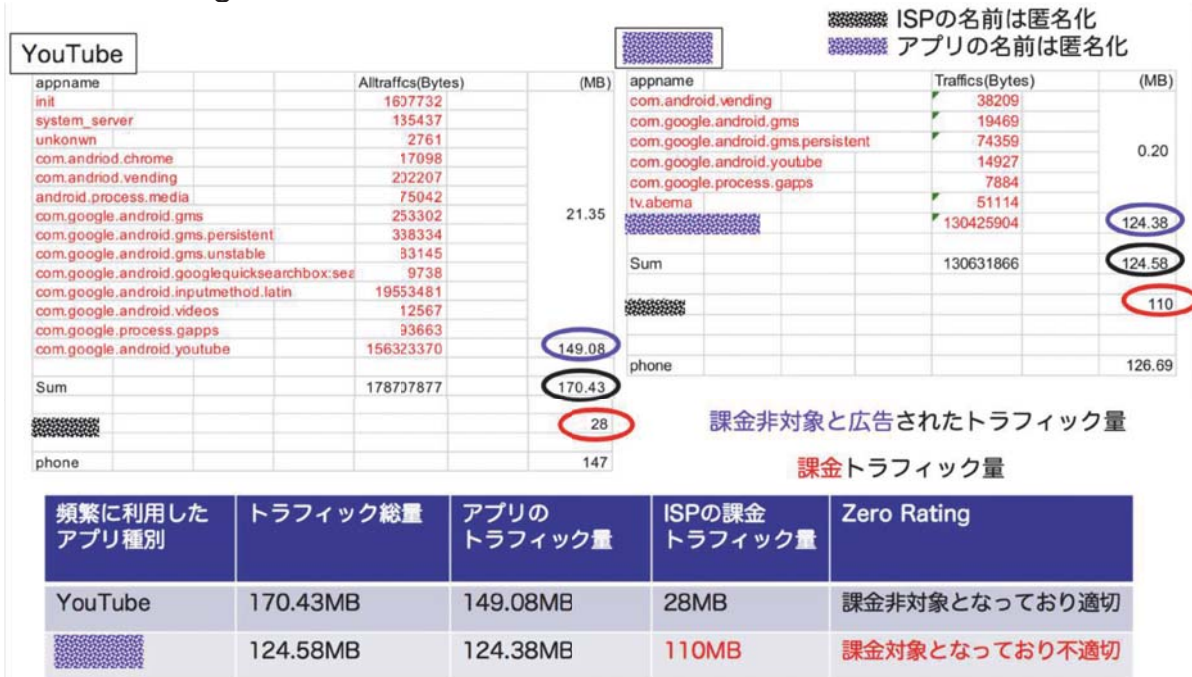 ISPの名前は匿名化
アプリの名前は匿名化
YouTube
appname Alltraffcs(Bytes) (MB)
init 1607732
system_server 135437
unkonwn 2761
com.andriod.chrome 17098
com.andriod.vending 202207
android.process.media 75042
com.google.android.gms 253302 21.35
com.google.android.gms.persistent 338334
com.google.android.gms.unstable 83145
com.google.android.googlequicksearchbox:sea 9738
com.google.android.inputmethod.latin 19553481
com.google.android.videos 12567
com.google.process.gapps 93663
com.google.android.youtube 156323370 149.08
Sum 178707877 170.43
28
phone 147
appname Traffics(Bytes) (MB)
com.android.vending 38209
com.google.android.gms 19469
com.google.android.gms.persistent 74359
0.20
com.google.android.youtube 14927
com.google.process.gapps 7884
tv.abema 51114
130425904 124.38
Sum 130631866 124.58
110
phone 126.69
課金非対象と広告されたトラフィック量
課金トラフィック量
頻繁に利用した トラフィック総量 アプリの ISPの課金 Zero Rating
アプリ種別 トラフィック量 トラフィック量
YouTube 170.43MB 149.08MB 28MB 課金非対象となっており適切
124.58MB 124.38MB 110MB 課金対象となっており不適切